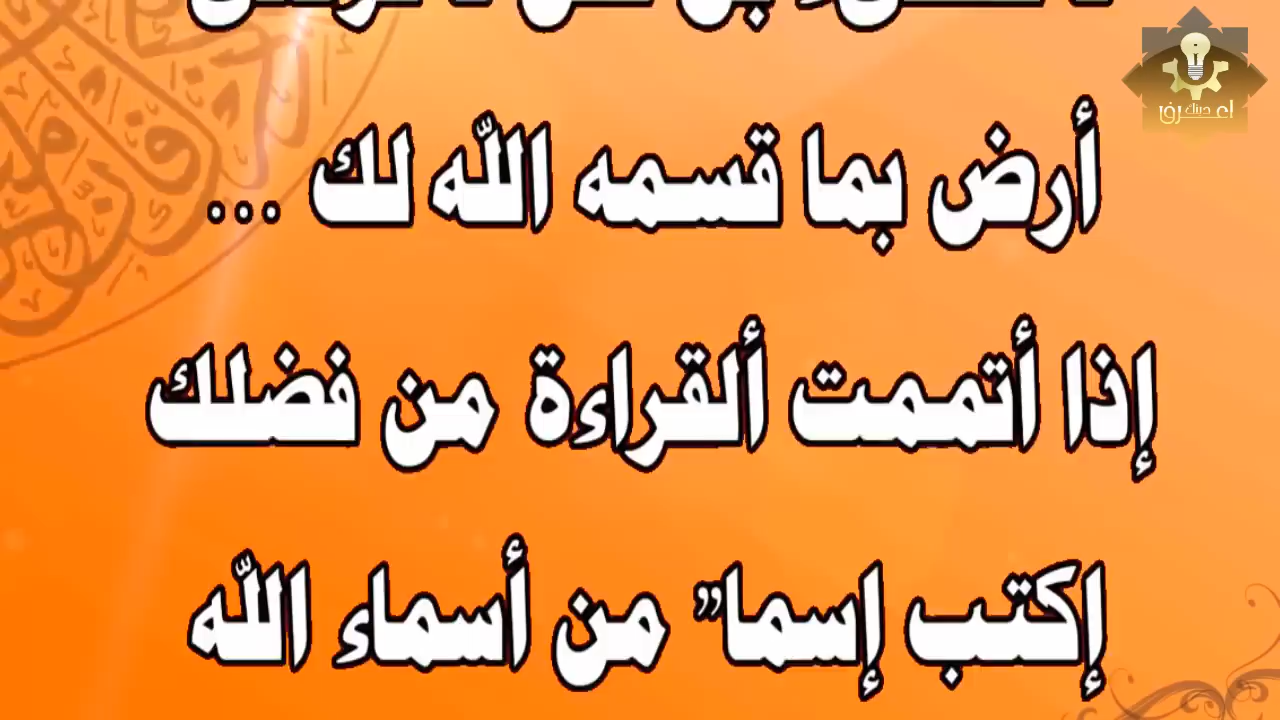 أرض بما قسمه الله لك ...
إذا أتممت ألقراءة من فضلك
إكتب إسما" من أسماء الله